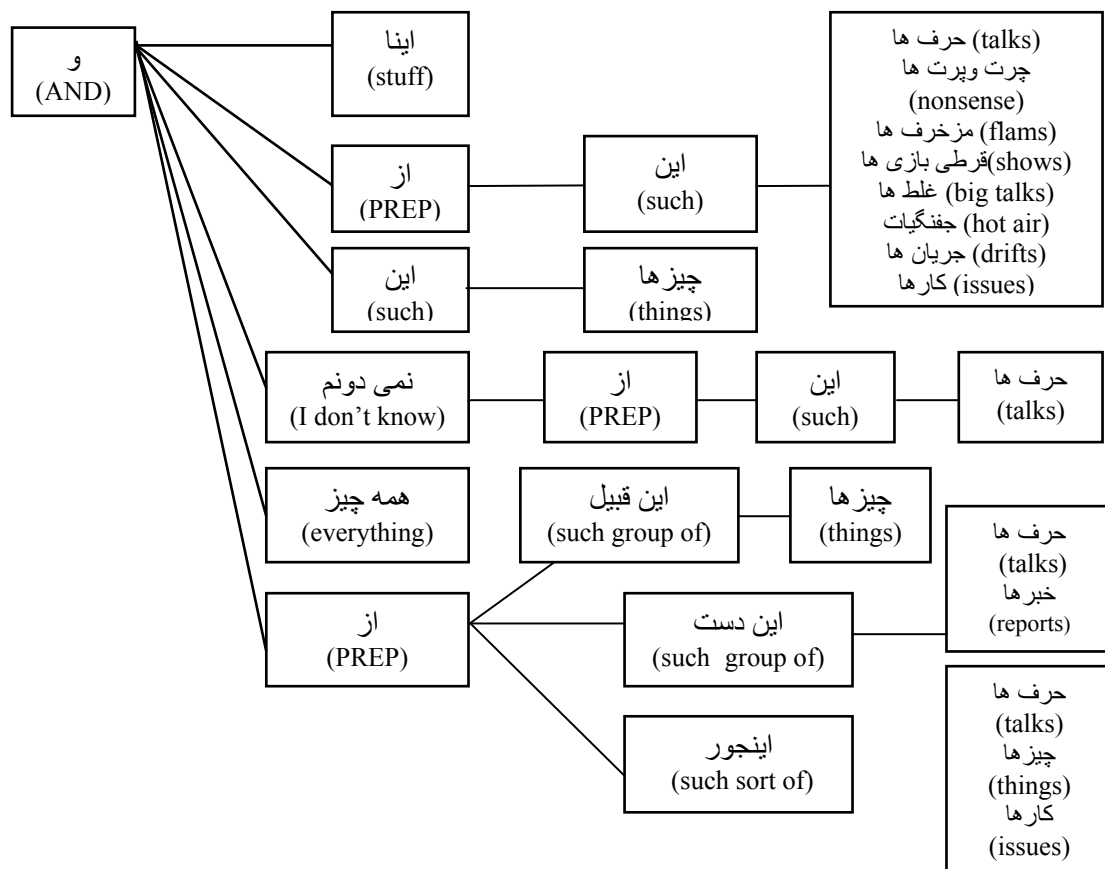 و
(AND)
اینا
(stuff)
از
(PREP)
این
(such)
حرف ها (talks)
چرت وپرت ها
(nonsense)
مزخرف ها (flams)
قرطی بازی ها(shows)
غلط ها (big talks)
جفنگیات (hot air)
جریان ها (drifts)
کارها (issues)
این
(such)
چیزها
(things)
نمی دونم
(I don't know)
از
(PREP)
این
(such)
حرف ها
(talks)
همه چیز
(everything)
این قبیل
(such group of)
چیزها
(things)
از
(PREP)
این دست
(such group of)
حرف ها
(talks)
خبرها
(reports)
اینجور
(such sort of)
حرف ها
(talks)
چیزها
(things)
کارها
(issues)